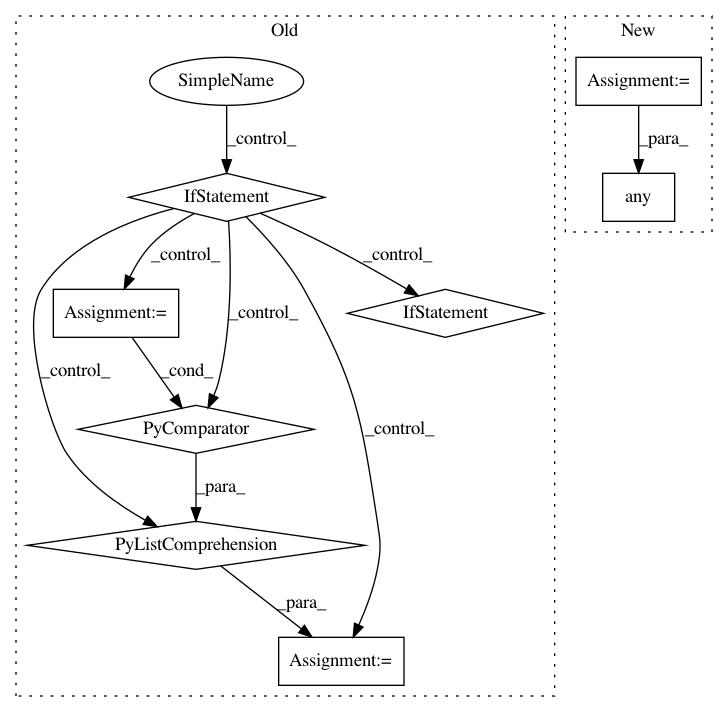 Old
New
SimpleName
Assignment:=
_control_
_para_
IfStatement
any
_control_
_control_
_control_
Assignment:=
IfStatement
_control_
_cond_
_control_
PyComparator
_para_
PyListComprehension
_para_
Assignment:=